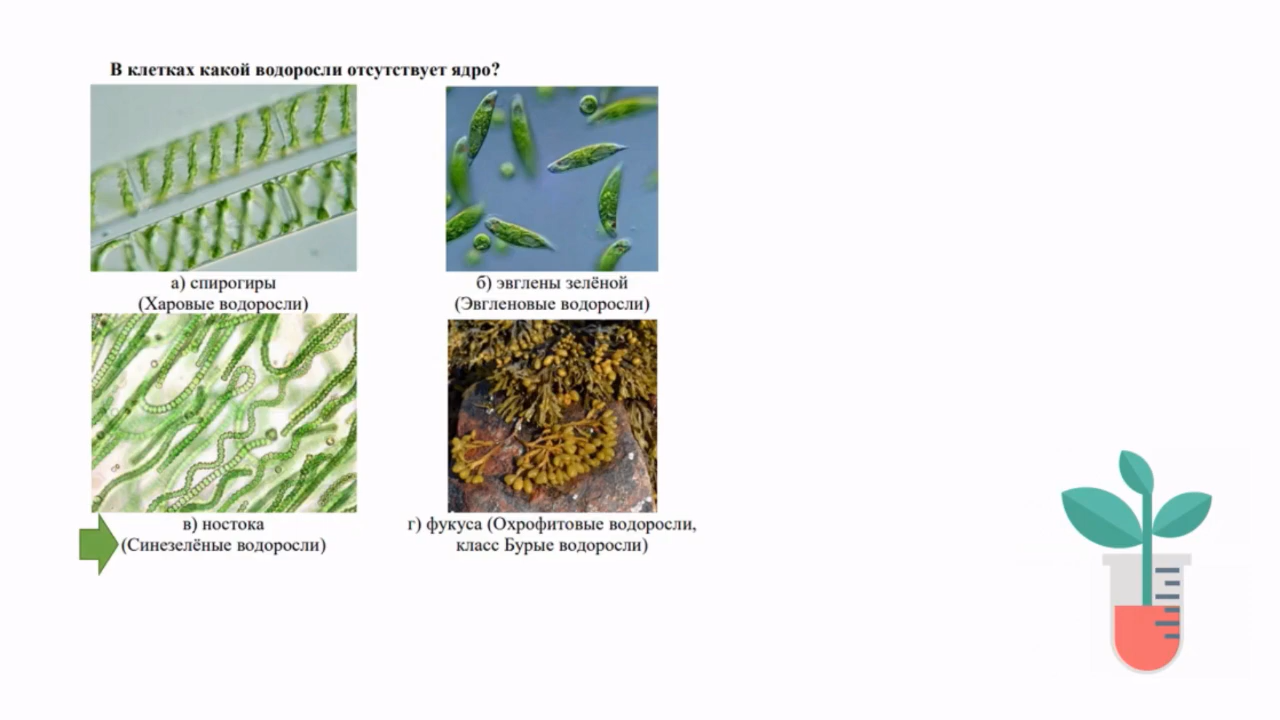 В клетках какой водоросли отсутствует ядро?
а) спирогиры
(Харовые водоросли)
б) эвглены зелёной
(Эвгленовые водоросли)
в) ностока
(Синезелёные водоросли)
г) фукуса (Охрофитовые водоросли,
класс Бурые водоросли)